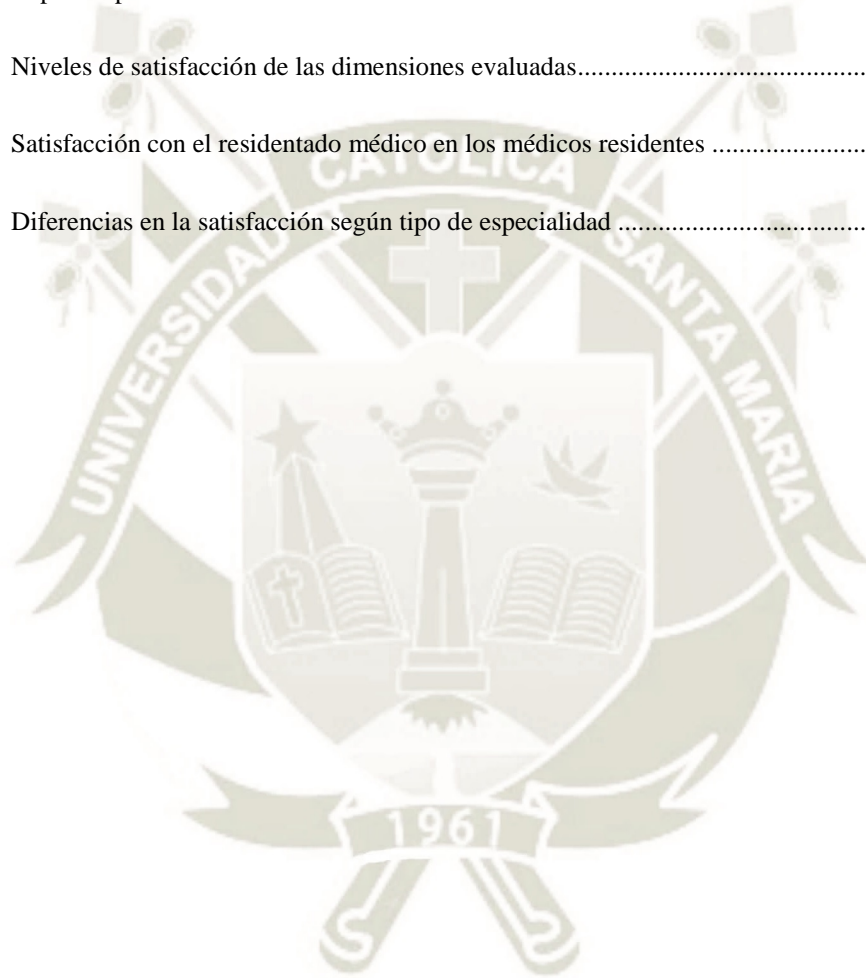 Niveles de satisfacción de las dimensiones evaluadas...........................................
Satisfacción con el residentado médico en los médicos residentes .......................
CATOLICA
Diferencias en la satisfacción según tipo de especialidad .....................................
UNIVERSIDAD
SANTA MARIA
1961